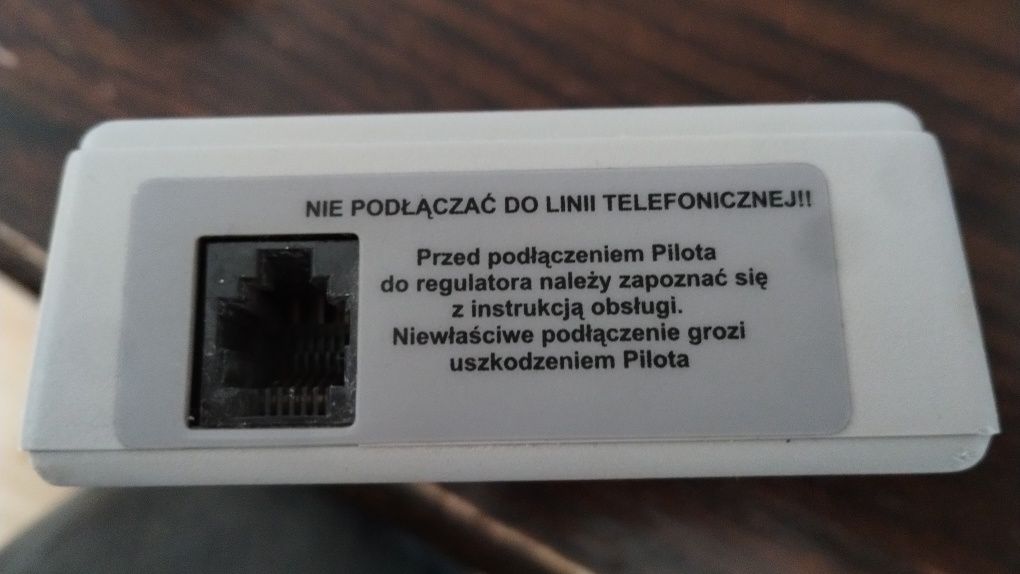 NIE PODŁĄCZAĆ DO LINII TELEFONICZNEJ!!
Przed podłączeniem Pilota
do regulatora należy zapoznać się
z instrukcją obsługi.
Niewłaściwe podłączenie grozi
uszkodzeniem Pilota